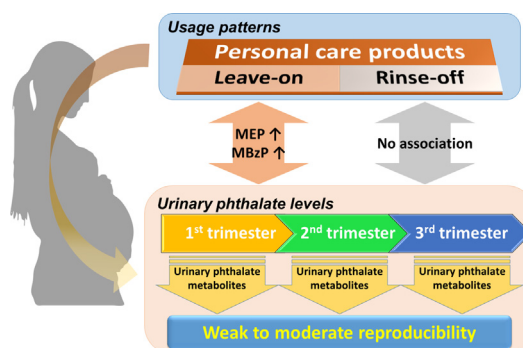 Usage patterns
Personal care products
Leave-on Rinse-off
MEP ↑
MBzP ↑
No association
Urinary phthalate levels
1st trimester 2nd trimester 3rd trimester
Urinary phthalate metabolites
Urinary phthalate metabolites
Urinary phthalate metabolites
Weak to moderate reproducibility